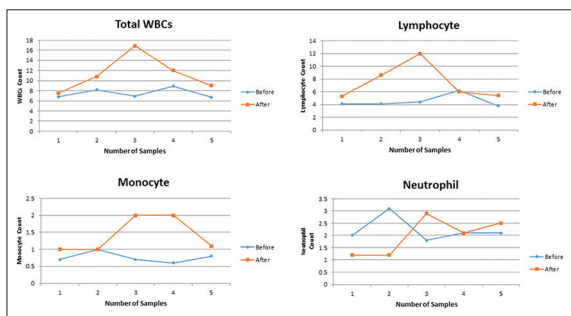 Total WBCs
WBCs Count
18
16
14
12
10
8
6
4
2
0
1 2 3 4 5
Number of Samples
Before
After
Lymphocyte
Lymphocyte Count
14
12
10
8
6
4
2
0
1 2 3 4 5
Number of Samples
Before
After
Monocyte
Monocyte Count
2.5
2
1.5
1
0.5
0
1 2 3 4 5
Number of Samples
Before
After
Neutrophil
Neutrophil
Count
3.5
3
2.5
2
1.5
1
0.5
0
1 2 3 4 5
Number of Samples
Before
After